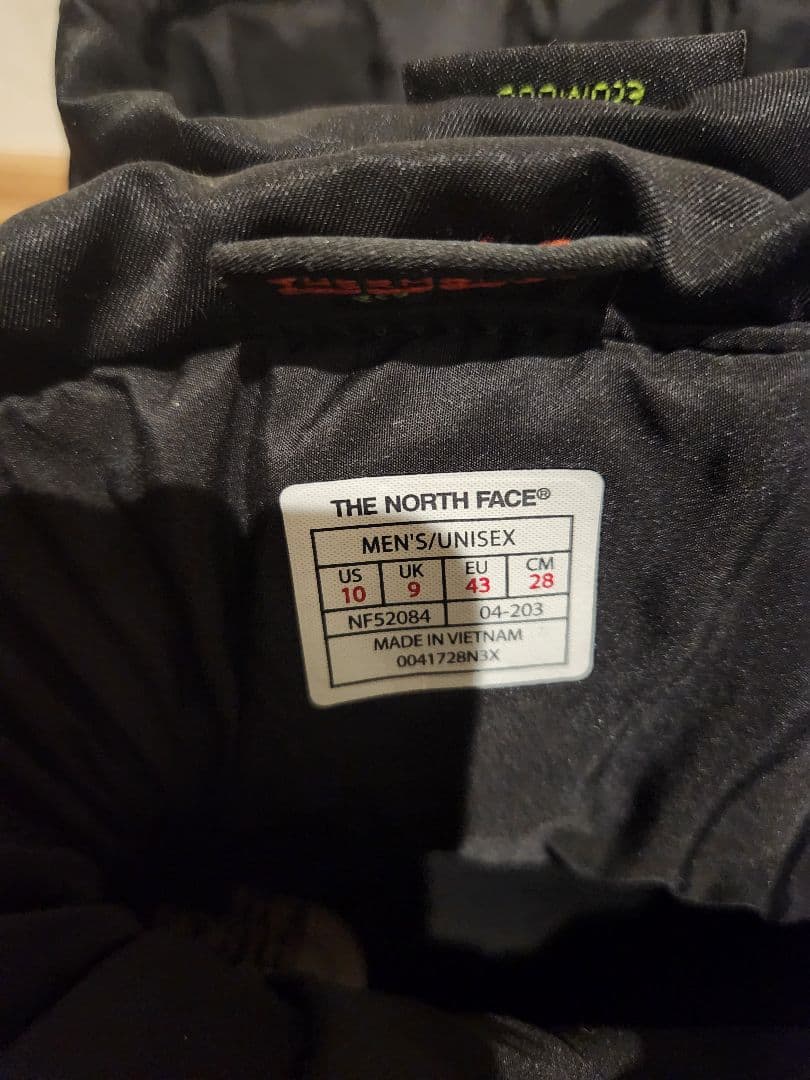 THE NORTH FACE®
MEN'S/UNISEX
US UK EU CM
10 9 43 28
NF52084 04-203
MADE IN VIETNAM
0041728N3X